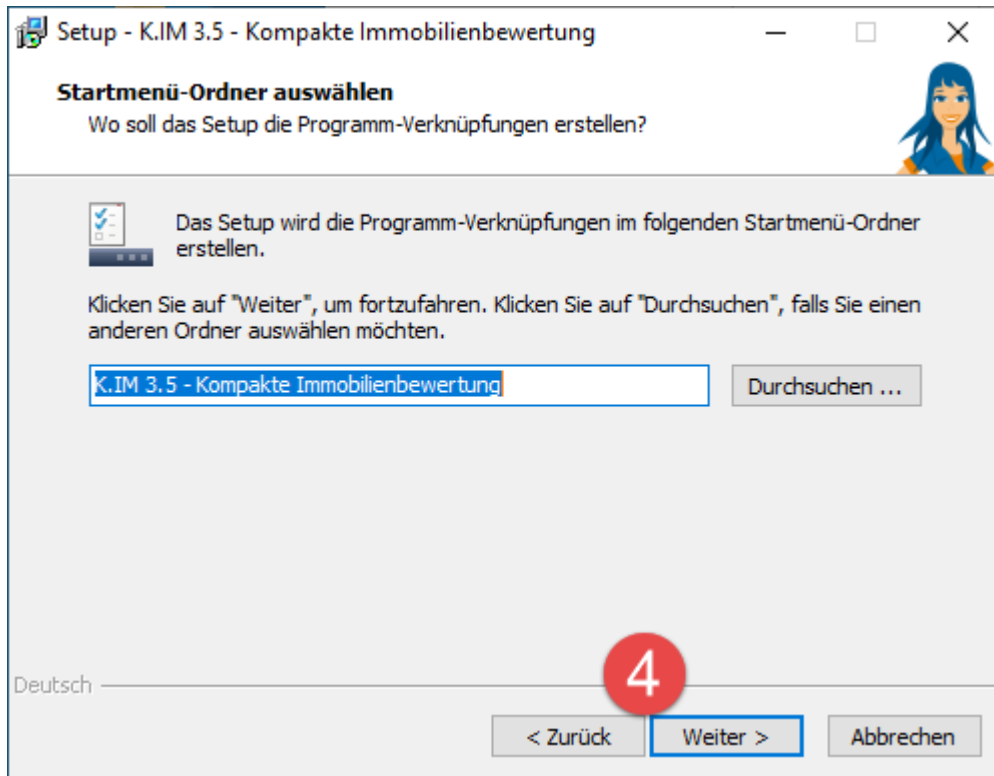 Setup - K.IM 3.5 - Kompakte Immobilienbewertung
Startmenü-Ordner auswählen
Wo soll das Setup die Programm-Verknüpfungen erstellen?
Das Setup wird die Programm-Verknüpfungen im folgenden Startmenü-Ordner
erstellen.
Klicken Sie auf "Weiter", um fortzufahren. Klicken Sie auf "Durchsuchen", falls Sie einen
anderen Ordner auswählen möchten.
K.IM 3.5 - Kompakte Immobilienbewertung
Durchsuchen ...
4
Deutsch
< Zurück
Weiter >
Abbrechen